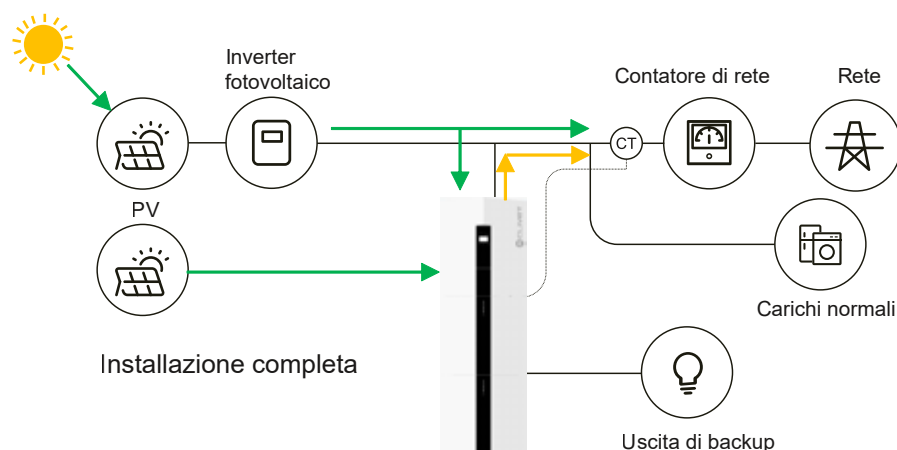 Inverter
fotovoltaico
Contatore di rete
Rete
CT
PV
Carichi normali
Installazione completa
Uscita di backup